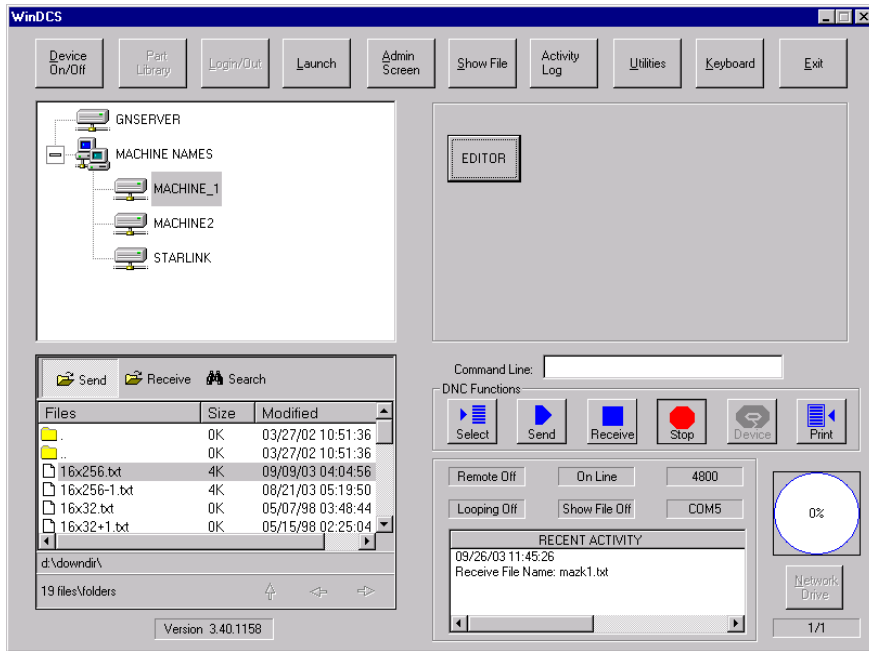 WinDCS
Device On/Off
Part Library
Login/Out
Launch
Admin Screen
Show File
Activity Log
Utilities
Keyboard
Exit
GNSERVER
MACHINE NAMES
MACHINE_1
MACHINE2
STARLINK
EDITOR
Send Receive Search
Files Size Modified
. 0K 03/27/02 10:51:36
.. 0K 03/27/02 10:51:36
16x256.txt 4K 09/09/03 04:04:56
16x256-1.txt 4K 08/21/03 05:19:50
16x32.txt 0K 05/07/98 03:48:44
16x32+1.txt 0K 05/15/98 02:25:04
d:\downdir\
19 files\folders
Version 3.40.1158
Command Line:
DNC Functions
Select Send Receive Stop Device Print
Remote Off On Line 4800
Looping Off Show File Off COM5
RECENT ACTIVITY
09/26/03 11:45:26
Receive File Name: mazk1.txt
0%
Network Drive
1/1